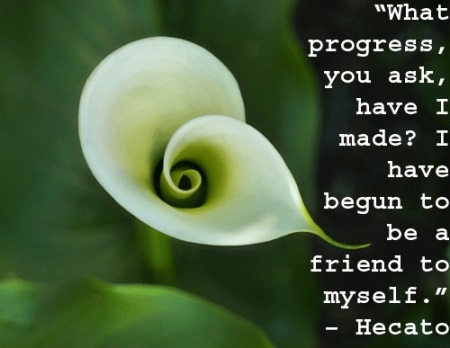 “What
progress,
you ask,
have I
made? I
have
begun to
be a
friend to
myself.”
- Hecato